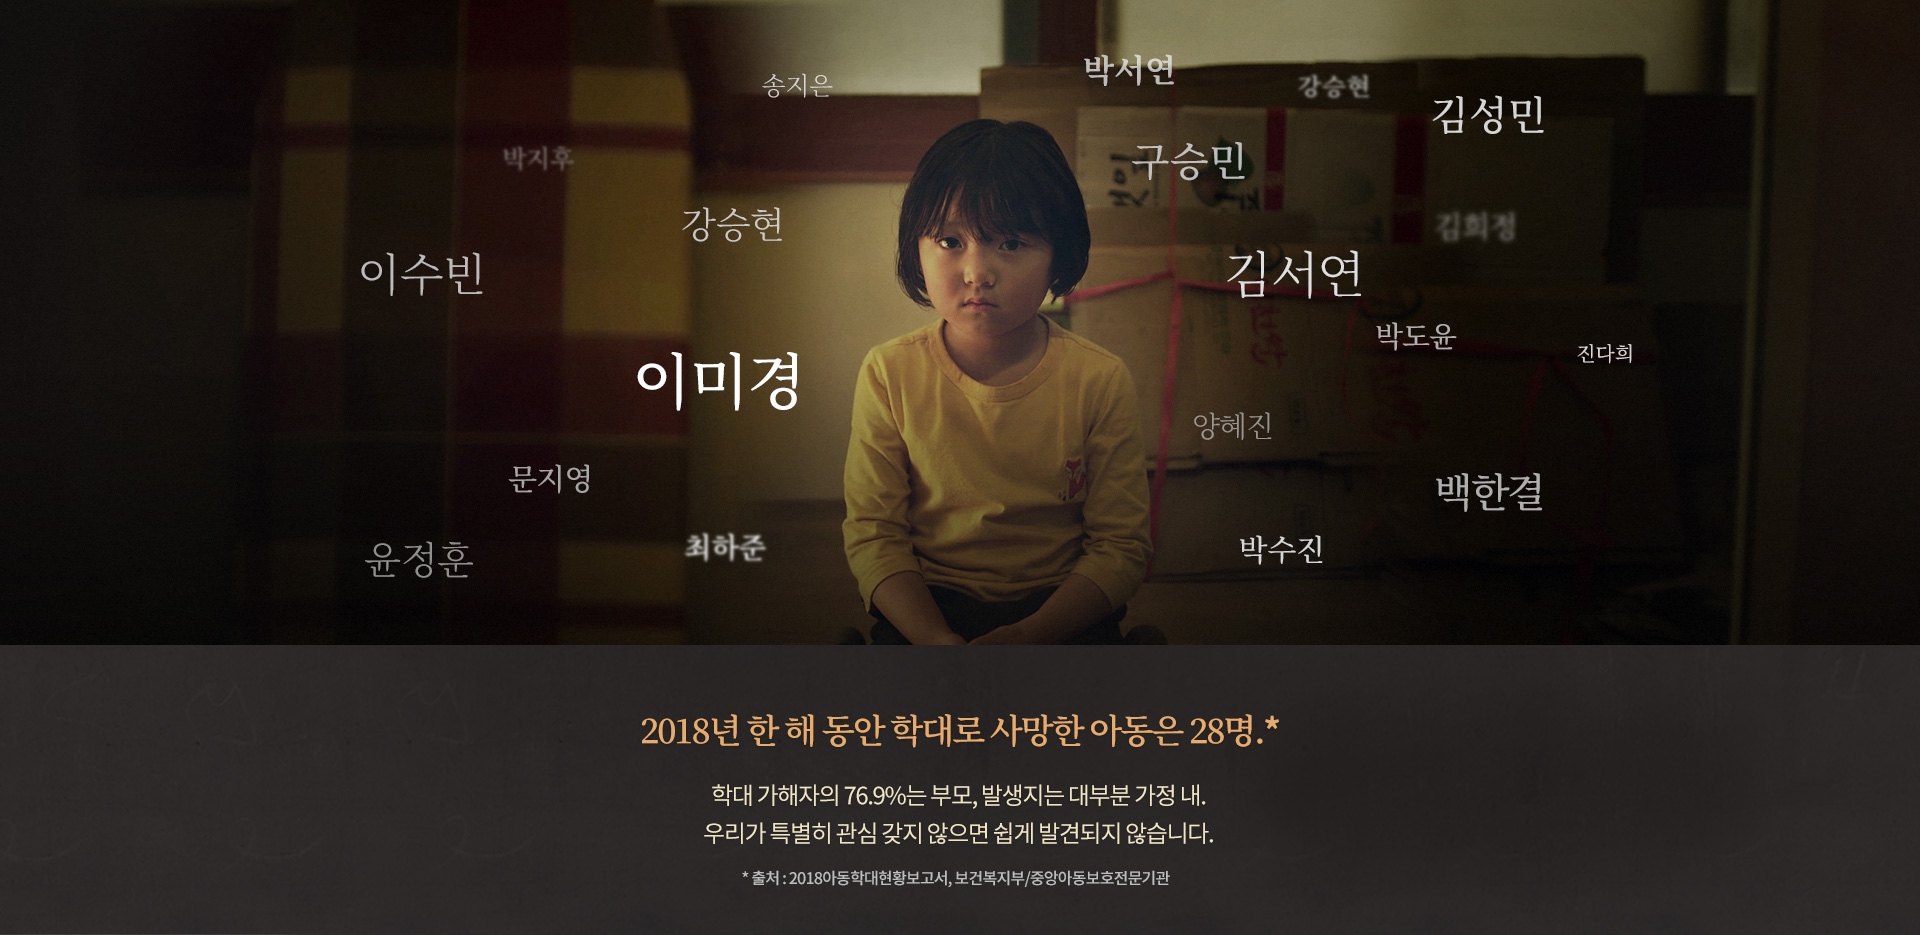 송지은
박서연
강승현
김성민
박지후
구승민
강승현
김희정
이수빈
김서연
박도윤
진다희
이미경
양혜진
문지영
백한결
윤정훈
최하준
박수진
2018년 한 해 동안 학대로 사망한 아동은 28명.*
학대 가해자의 76.9%는 부모, 발생지는 대부분 가정 내.
우리가 특별히 관심 갖지 않으면 쉽게 발견되지 않습니다.
* 출처 : 2018아동학대현황보고서, 보건복지부/중앙아동보호전문기관